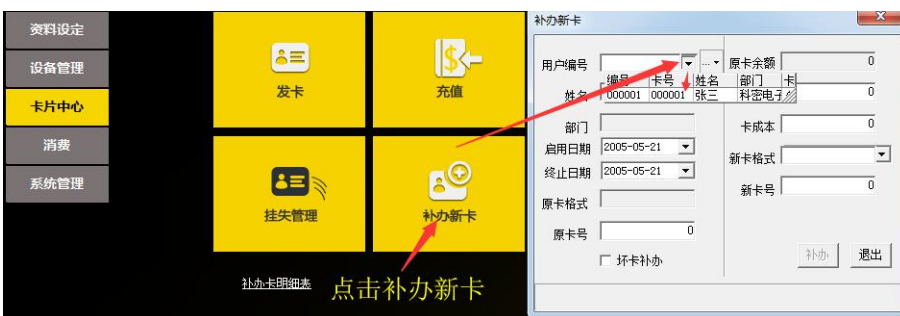 资料设定
设备管理
卡片中心
消费
系统管理
发卡
充值
挂失管理
补办新卡
补办卡明细表
点击补办新卡
补办新卡
X
用户编号
...
原卡余额 0
编号 卡号 姓名 部门 卡
000001 000001 张三 科密电子
姓名
0
部门
卡成本 0
启用日期 2005-05-21
新卡格式
终止日期 2005-05-21
新卡号 0
原卡格式
原卡号 0
坏卡补办
补办
退出